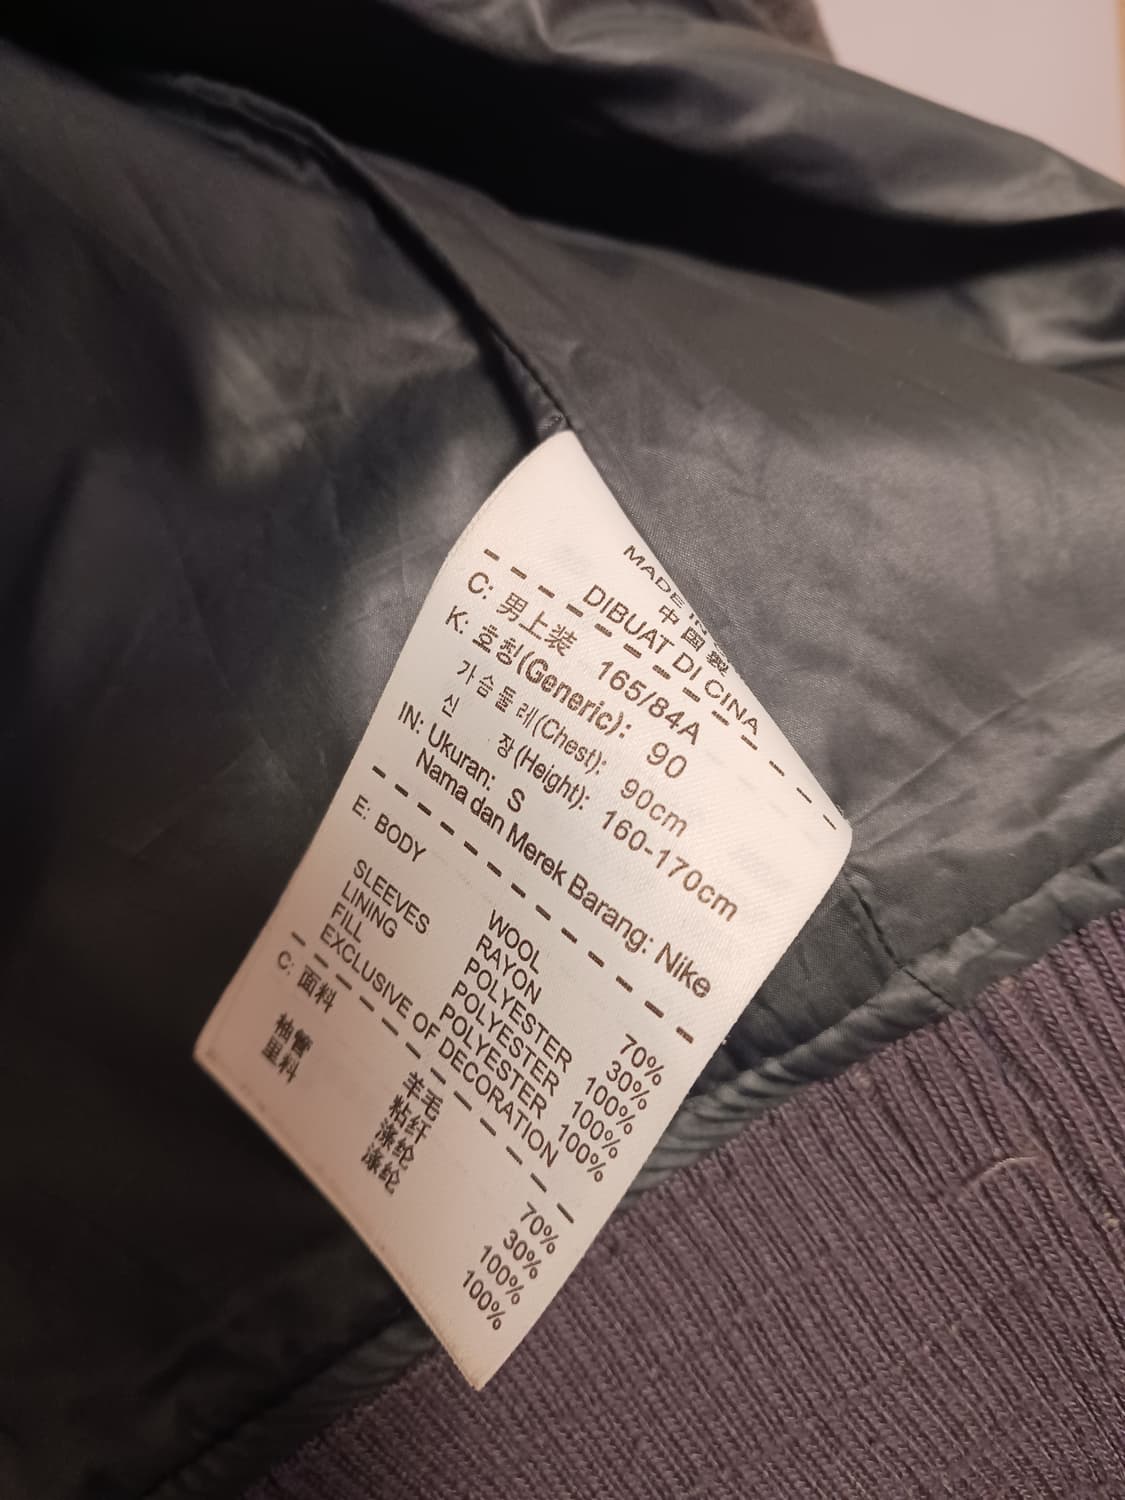 MADE IN
中国製
DIBUAT DI CINA
C: 男上装 165/84A
K: 호칭(Generic): 90
가슴둘레(Chest): 90cm
신 장(Height): 160-170cm
IN: Ukuran: S
Nama dan Merek Barang: Nike
E: BODY WOOL 70%
RAYON 30%
SLEEVES POLYESTER 100%
LINING POLYESTER 100%
FILL POLYESTER 100%
EXCLUSIVE OF DECORATION
C: 面料 羊毛 70%
粘纤 30%
袖管 涤纶 100%
里料 涤纶 100%